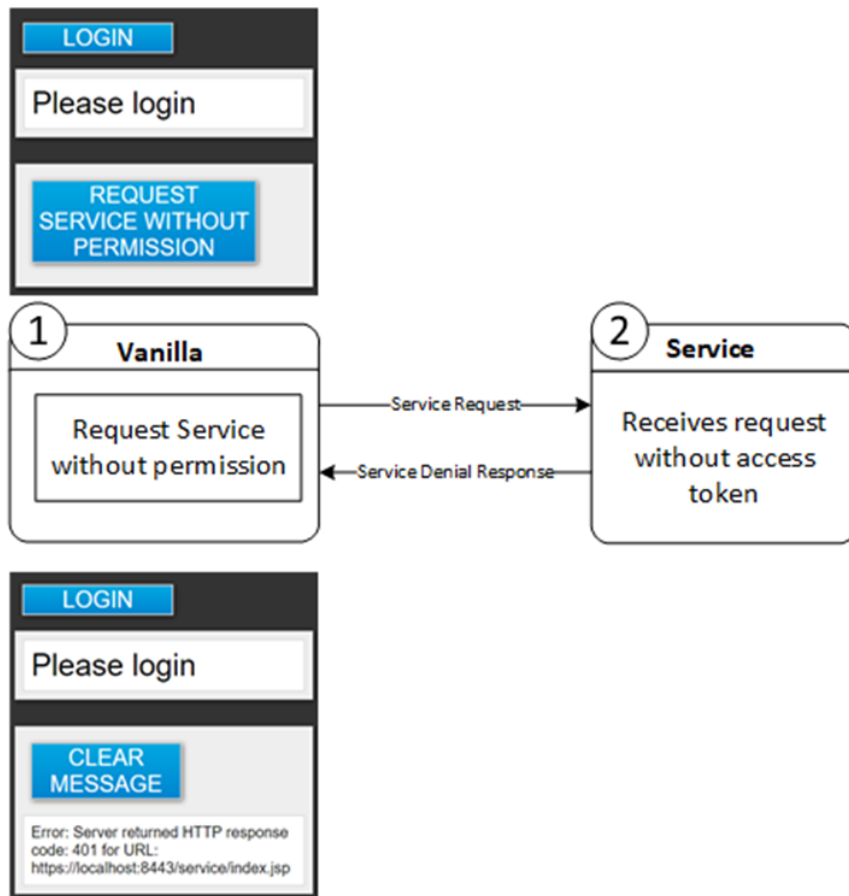 LOGIN
Please login
REQUEST
SERVICE WITHOUT
PERMISSION
1
Vanilla
Request Service
without permission
Service Request
Service Denial Response
2
Service
Receives request
without access
token
LOGIN
Please login
CLEAR
MESSAGE
Error: Server returned HTTP response
code: 401 for URL:
https://localhost:8443/service/index.jsp